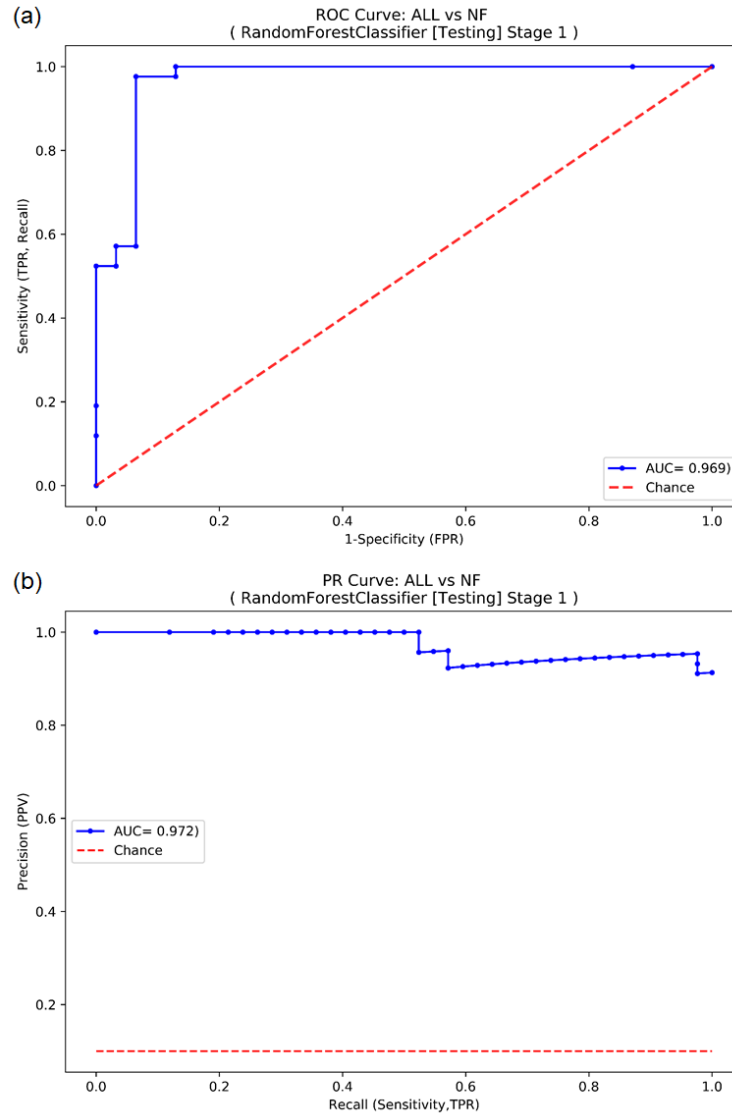 (a)
ROC Curve: ALL vs NF
( RandomForestClassifier [Testing] Stage 1 )
1.0
0.8
0.6
0.4
0.2
0.0
Sensitivity (TPR, Recall)
AUC= 0.969)
Chance
0.0 0.2 0.4 0.6 0.8 1.0
1-Specificity (FPR)
(b)
PR Curve: ALL vs NF
( RandomForestClassifier [Testing] Stage 1 )
1.0
0.8
0.6
0.4
0.2
Precision (PPV)
AUC= 0.972)
Chance
0.0 0.2 0.4 0.6 0.8 1.0
Recall (Sensitivity,TPR)